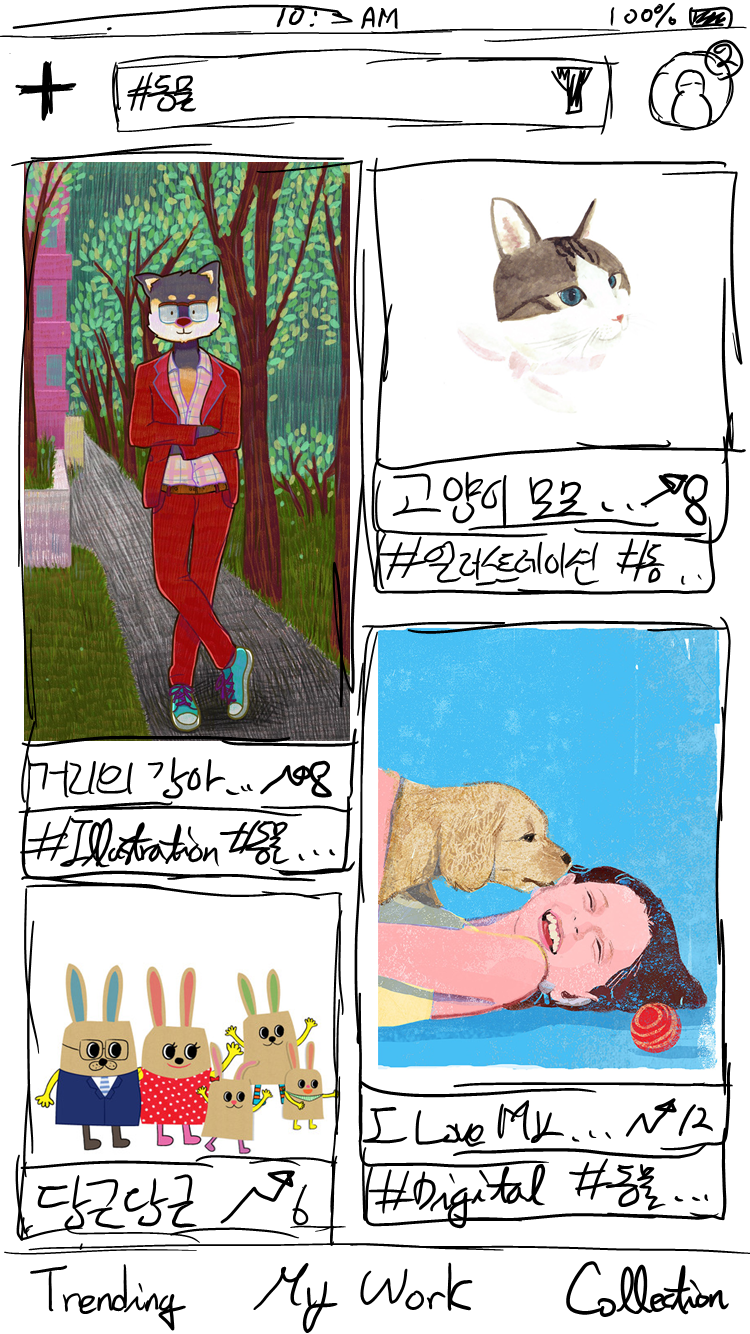 AM 100%
#동물
거리의 강아... 8
#Illustration #동물...
고양이 모모... 8
#일러스트레이션 #동...
I Love My... 12
#Digital #동물...
당근당근 6
Trending My Work Collection